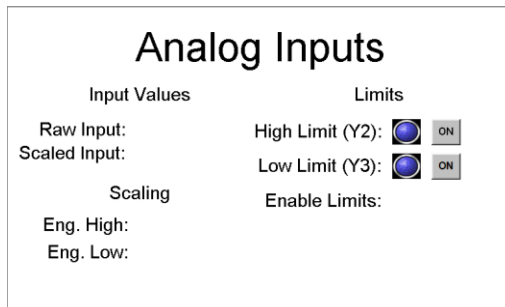 Analog Inputs
Input Values
Raw Input:
Scaled Input:
Scaling
Eng. High:
Eng. Low:
Limits
High Limit (Y2): ON
Low Limit (Y3): ON
Enable Limits: